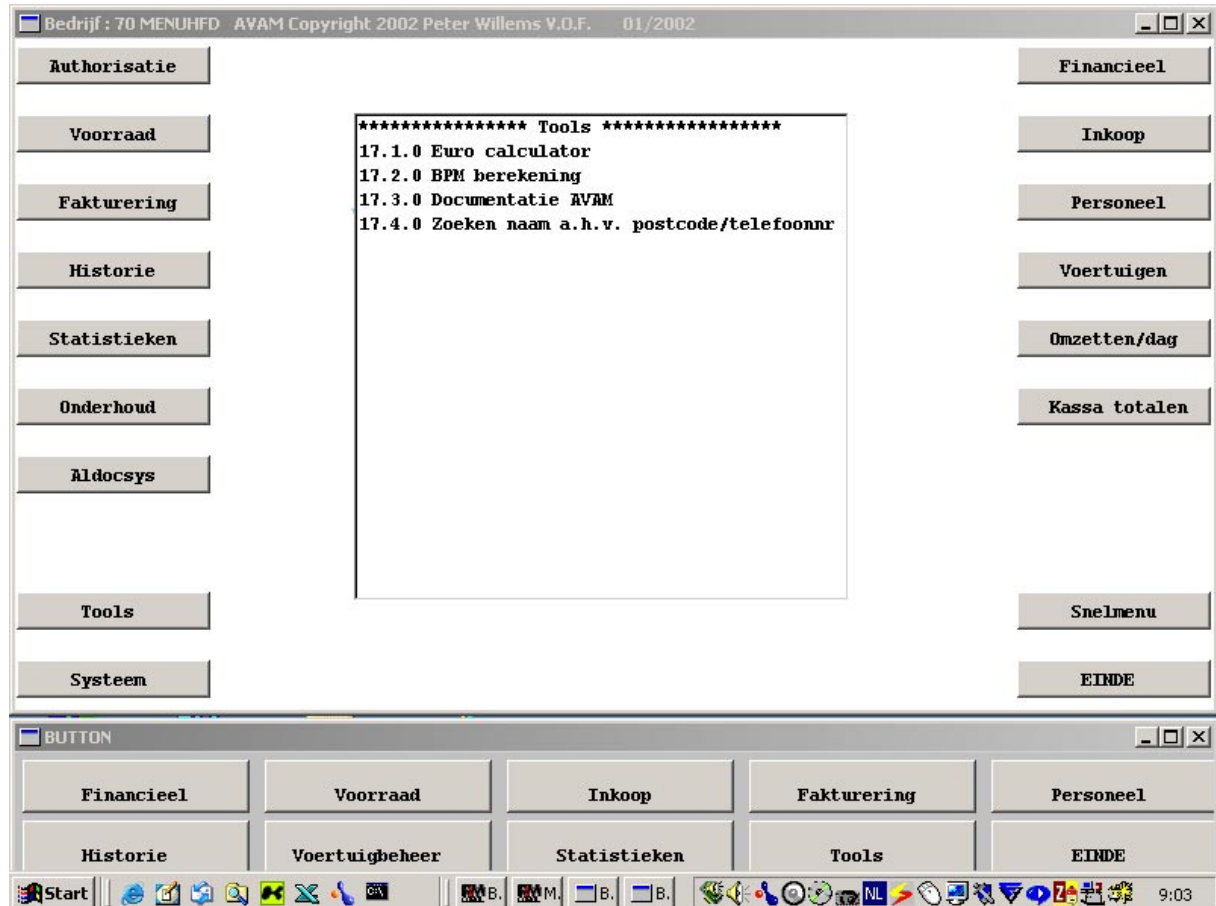 Bedrijf : 70 MENUHFD AVAM Copyright 2002 Peter Willems V.O.F. 01/2002
Authorisatie
Voorraad
Fakturering
Historie
Statistieken
Onderhoud
Aldocsys
Tools
Systeem
**************** Tools *****************
17.1.0 Euro calculator
17.2.0 BPM berekening
17.3.0 Documentatie AVAM
17.4.0 Zoeken naam a.h.v. postcode/telefoonnr
Financieel
Inkoop
Personeel
Voertuigen
Omzetten/dag
Kassa totalen
Snelmenu
EINDE
BUTTON
Financieel Voorraad Inkoop Fakturering Personeel
Historie Voertuigbeheer Statistieken Tools EINDE
Start B. M. B. B. NL 9:03